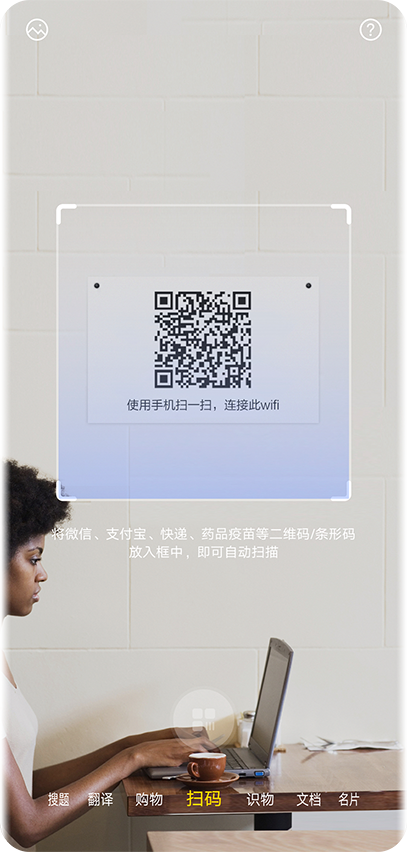 使用手机扫一扫，连接此wifi
将微信、支付宝、快递、药品疫苗等二维码/条形码
放入框中，即可自动扫描
搜题 翻译 购物 扫码 识物 文档 名片